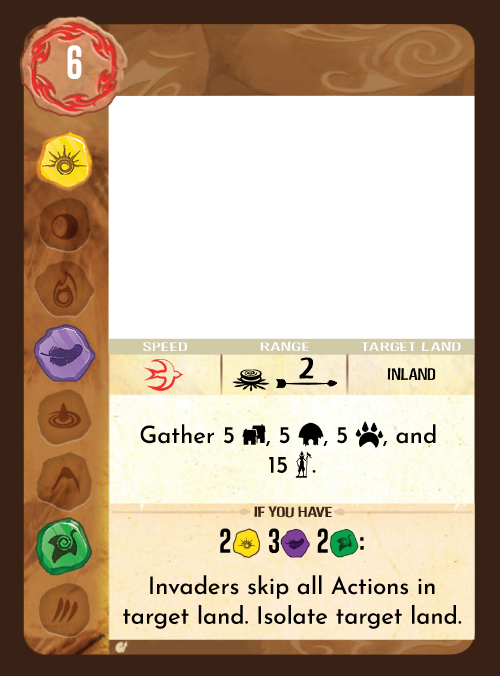 6
SPEED RANGE TARGET LAND
2 INLAND
Gather 5 , 5 , 5 , and
15 .
IF YOU HAVE
2 3 2 :
Invaders skip all Actions in
target land. Isolate target land.